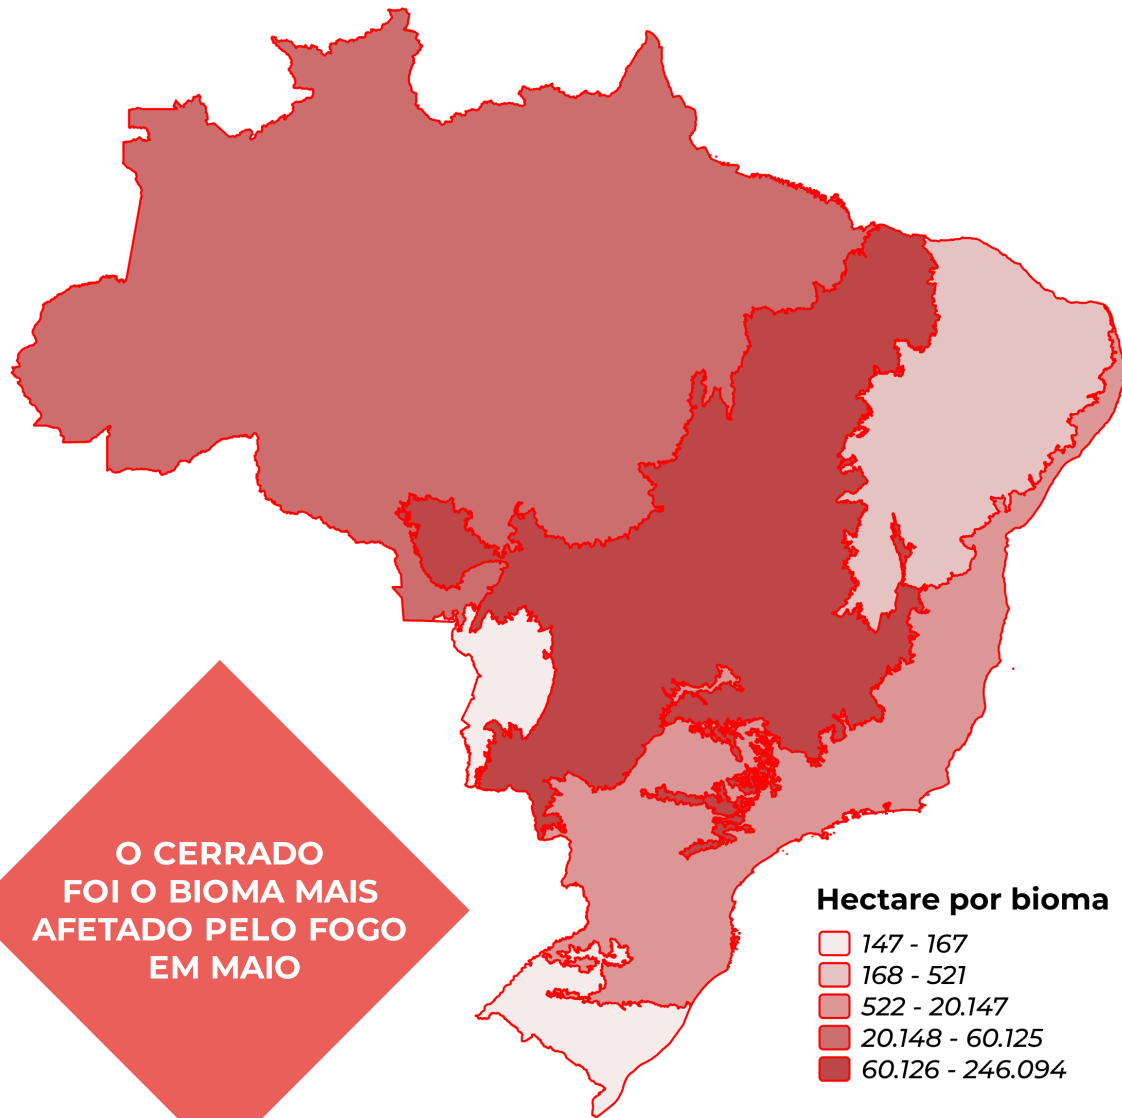 O CERRADO
FOI O BIOMA MAIS
AFETADO PELO FOGO
EM MAIO
Hectare por bioma
147 - 167
168 - 521
522 - 20.147
20.148 - 60.125
60.126 - 246.094